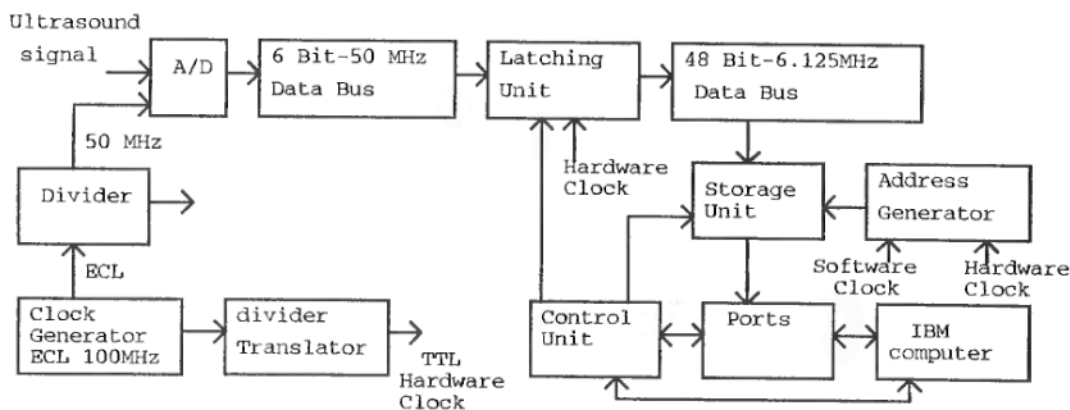 Ultrasound
signal
A/D
6 Bit-50 MHz
Data Bus
Latching
Unit
48 Bit-6.125MHz
Data Bus
50 MHz
Hardware
Clock
Divider
Storage
Unit
Address
Generator
ECL
Software
Clock
Hardware
Clock
Clock
Generator
ECL 100MHz
divider
Translator
TTL
Hardware
Clock
Control
Unit
Ports
IBM
computer